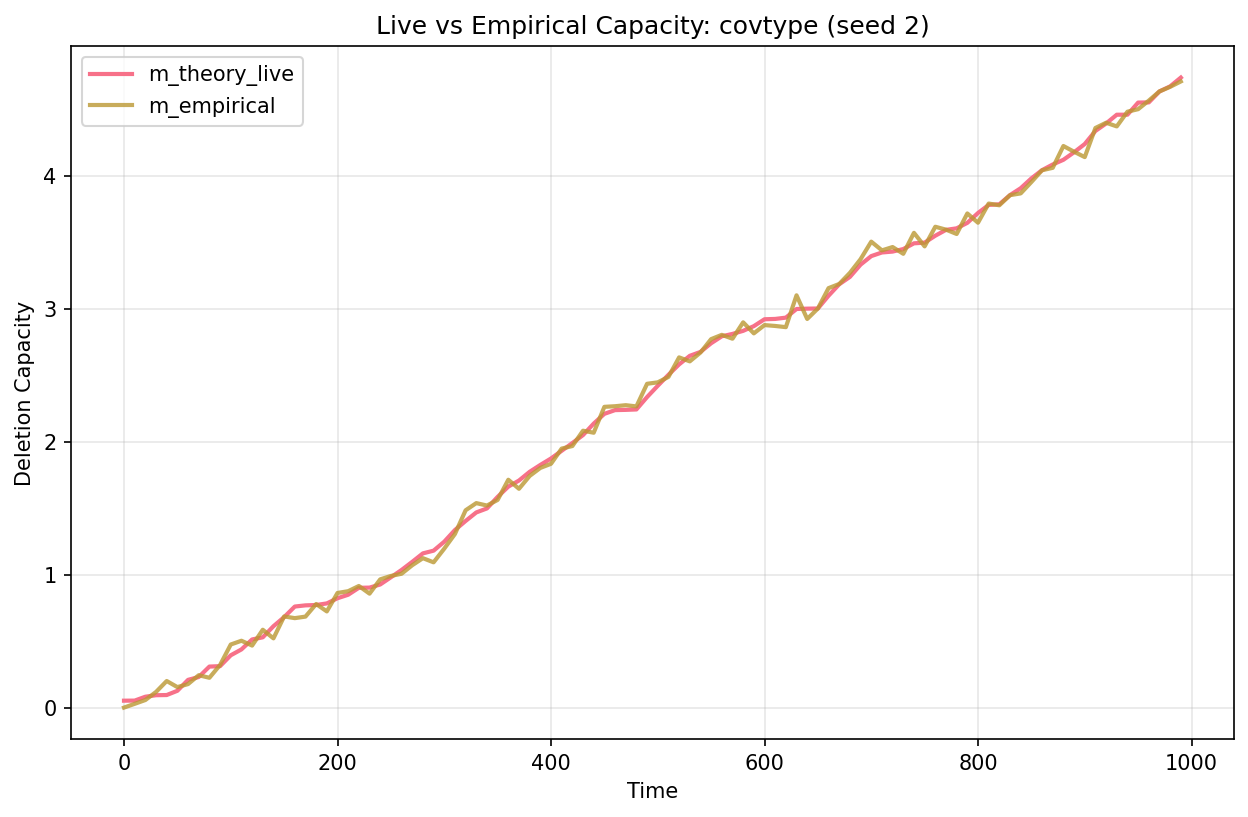 Live vs Empirical Capacity: covtype (seed 2)
m_theory_live
m_empirical
Deletion Capacity
4
3
2
1
0
0 200 400 600 800 1000
Time